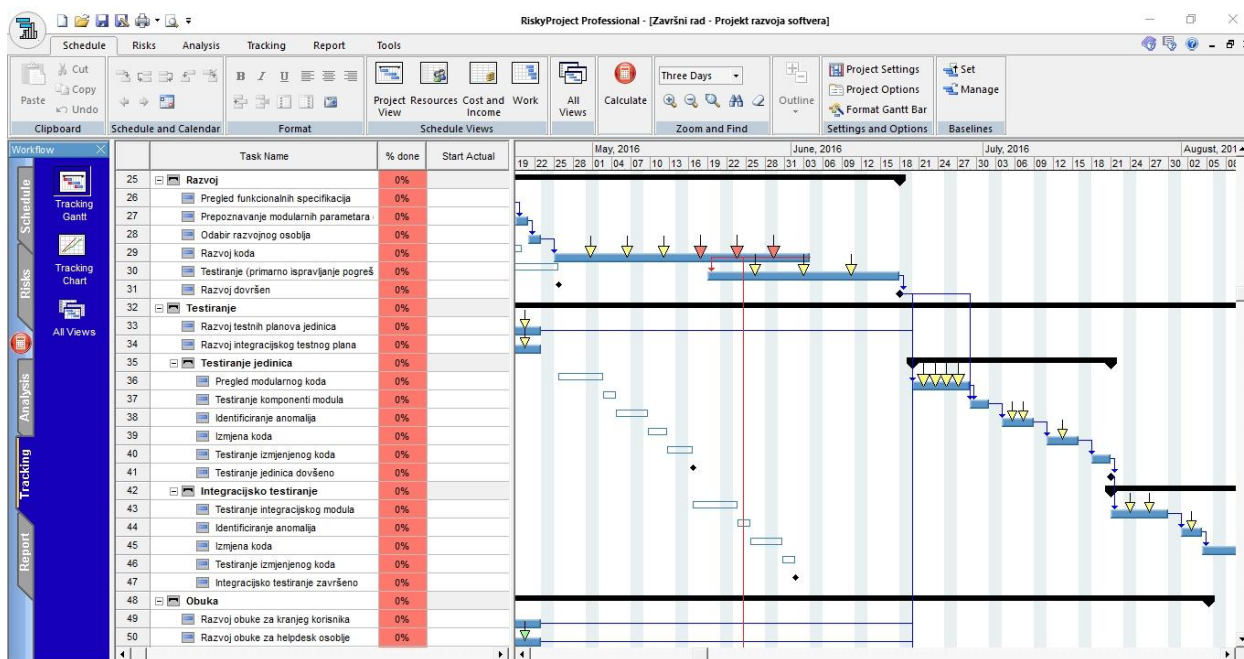 RiskyProject Professional - [Završni rad - Projekt razvoja softvera]
Schedule Risks Analysis Tracking Report Tools
Paste
Cut
Copy
Undo
Clipboard
Schedule and Calendar
B I U
Format
Project View
Resources
Cost and Income
Work
Schedule Views
All Views
Calculate
Three Days
Zoom and Find
Outline
Project Settings
Project Options
Format Gantt Bar
Settings and Options
Set
Manage
Baselines
Workflow
Schedule
Risks
Analysis
Tracking
Report
Tracking Gantt
Tracking Chart
All Views
Task Name % done Start Actual
May, 2016 June, 2016 July, 2016 August, 201
19 22 25 28 01 04 07 10 13 16 19 22 25 28 31 03 06 09 12 15 18 21 24 27 30 03 06 09 12 15 18 21 24 27 30 02 05 08
25 Razvoj 0%
26 Pregled funkcionalnih specifikacija 0%
27 Prepoznavanje modularnih parametara 0%
28 Odabir razvojnog osoblja 0%
29 Razvoj koda 0%
30 Testiranje (primarno ispravljanje pogreš 0%
31 Razvoj dovršen 0%
32 Testiranje 0%
33 Razvoj testnih planova jedinica 0%
34 Razvoj integracijskog testnog plana 0%
35 Testiranje jedinica 0%
36 Pregled modularnog koda 0%
37 Testiranje komponenti modula 0%
38 Identificiranje anomalija 0%
39 Izmjena koda 0%
40 Testiranje izmjenjenog koda 0%
41 Testiranje jedinica dovšeno 0%
42 Integracijsko testiranje 0%
43 Testiranje integracijskog modula 0%
44 Identificiranje anomalija 0%
45 Izmjena koda 0%
46 Testiranje izmjenjenog koda 0%
47 Integracijsko testiranje završeno 0%
48 Obuka 0%
49 Razvoj obuke za kranjeg korisnika 0%
50 Razvoj obuke za helpdesk osoblje 0%